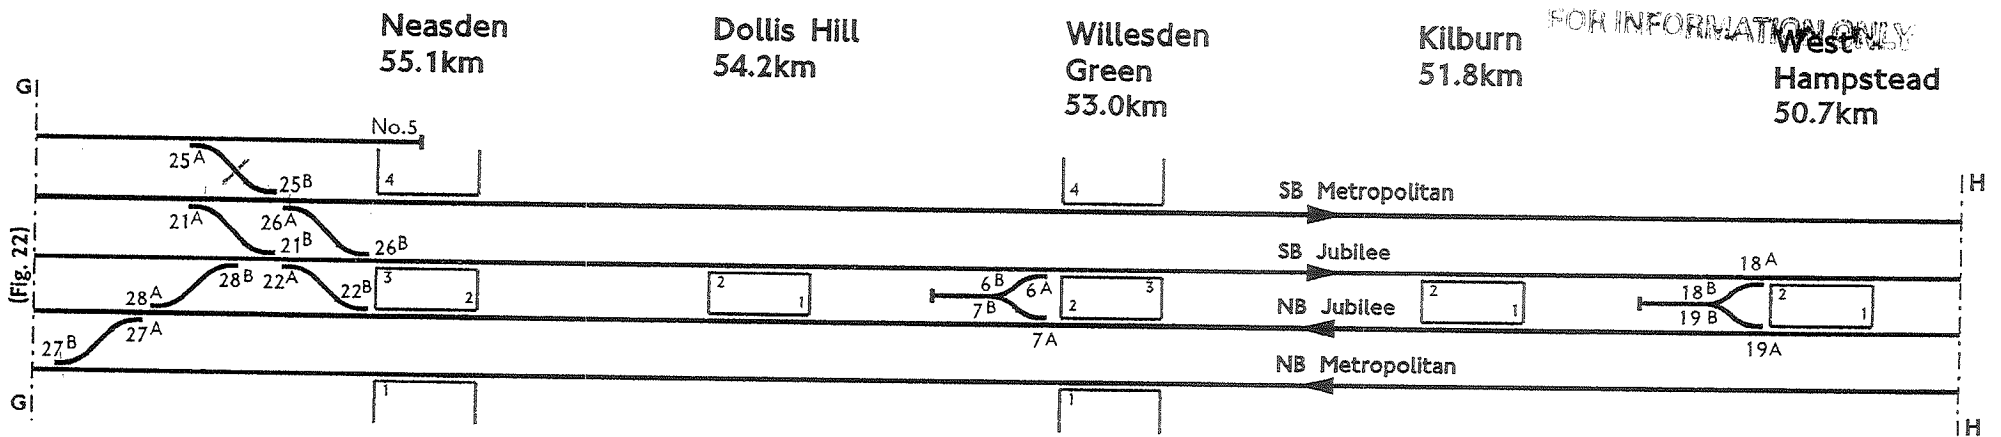 FOR INFORMATION ONLY
Neasden
55.1km
Dollis Hill
54.2km
Willesden
Green
53.0km
Kilburn
51.8km
West
Hampstead
50.7km
G
No.5
25A
25B
4
4
H
SB Metropolitan
21A
26A
21B
26B
(Fig. 22)
SB Jubilee
18A
28A
28B
22A
22B
3
2
2
1
6B
6A
7B
2
3
NB Jubilee
2
1
18B
19B
2
1
27B
27A
7A
19A
NB Metropolitan
G
1
1
H